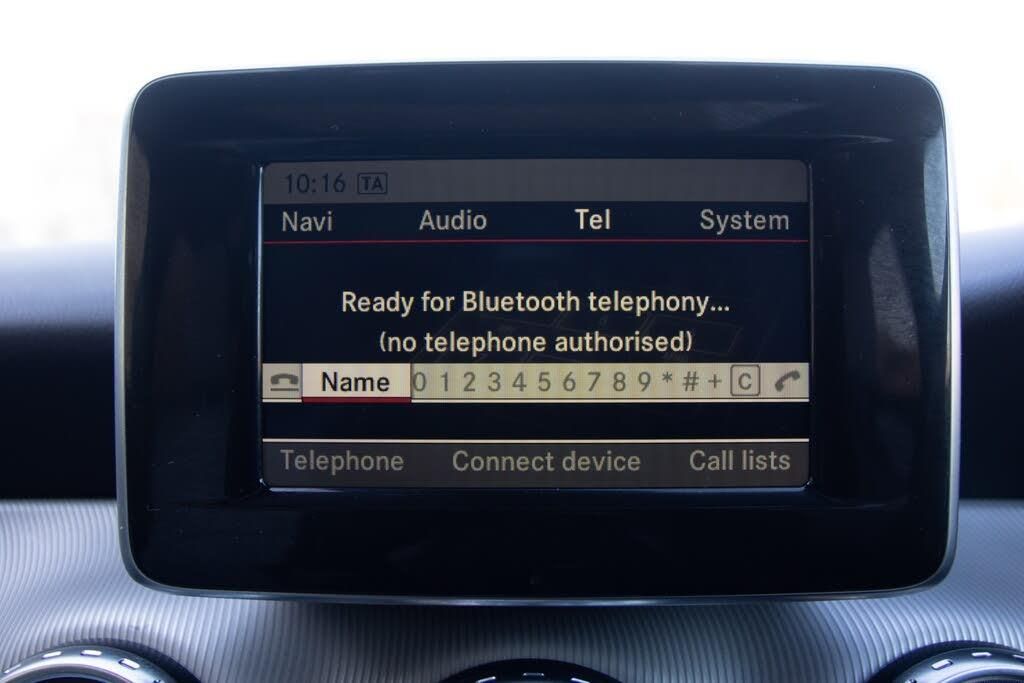 10:16 TA
Navi Audio Tel System
Ready for Bluetooth telephony...
(no telephone authorised)
Name 0 1 2 3 4 5 6 7 8 9 * # + C
Telephone Connect device Call lists